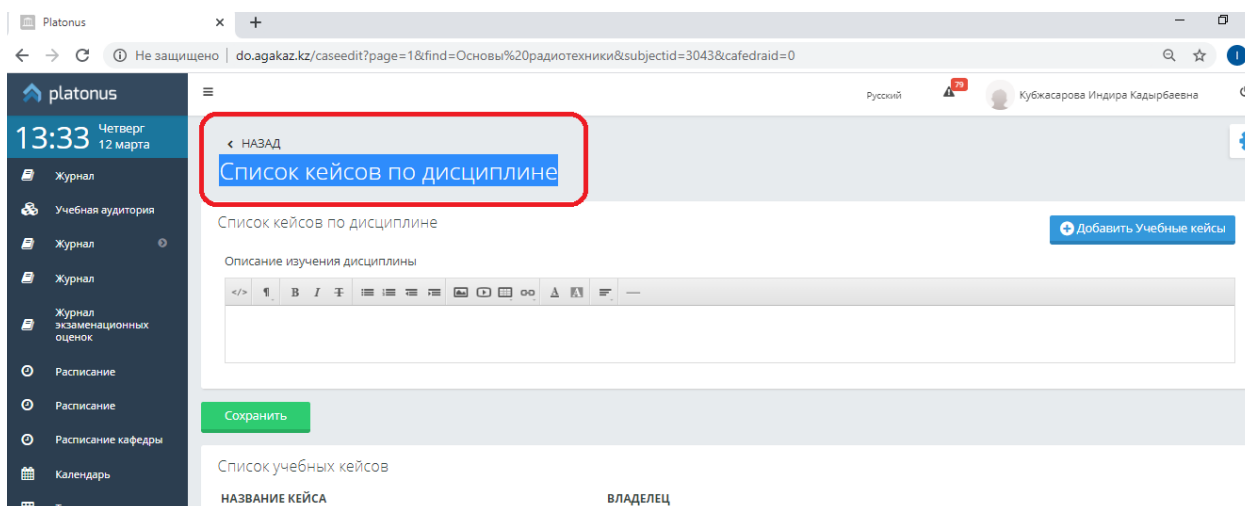 Platonus
Не защищено | do.agakaz.kz/caseedit?page=1&find=Основы%20радиотехники&subjectid=3043&cafedraid=0
platonus
Русский
79
Кубжасарова Индира Кадырбаевна
13:33 Четверг
12 марта
НАЗАД
Список кейсов по дисциплине
Журнал
Учебная аудитория
Журнал
Журнал
Журнал
экзаменационных
оценок
Расписание
Расписание
Расписание кафедры
Календарь
Список кейсов по дисциплине
Добавить Учебные кейсы
Описание изучения дисциплины
Сохранить
Список учебных кейсов
НАЗВАНИЕ КЕЙСА
ВЛАДЕЛЕЦ